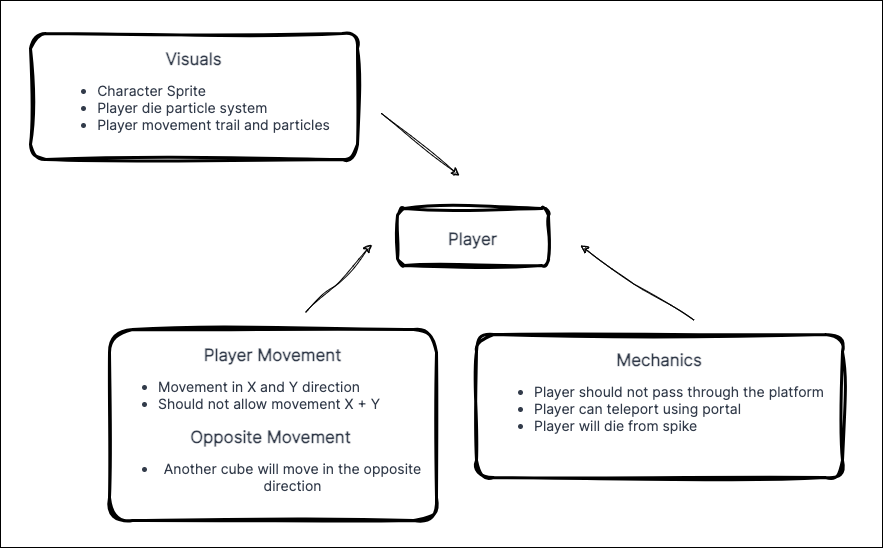 Visuals
• Character Sprite
• Player die particle system
• Player movement trail and particles
Player
Player Movement
• Movement in X and Y direction
• Should not allow movement X + Y
Opposite Movement
• Another cube will move in the opposite
direction
Mechanics
• Player should not pass through the platform
• Player can teleport using portal
• Player will die from spike